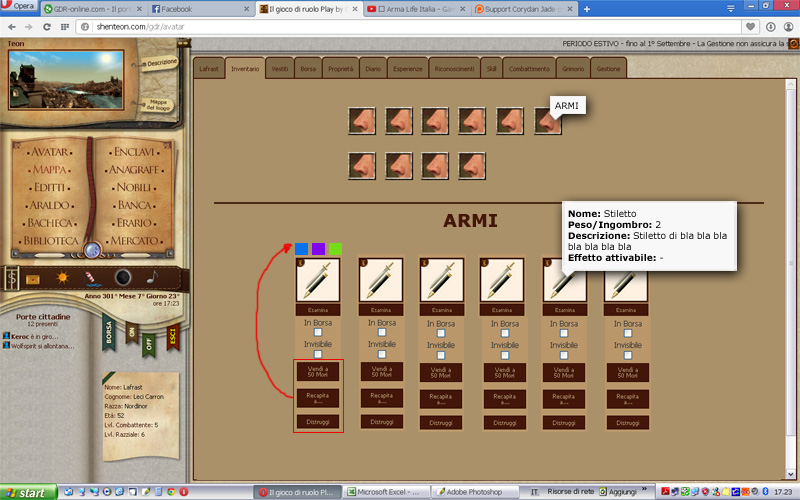 Opera
GDR-online.com - Il port
Facebook
Il gioco di ruolo Play by
Arma Life Italia - Gam
Support Corydan Jade s
shenteon.com/gdr/avatar
Teon
PERIODO ESTIVO - fino al 1° Settembre - La Gestione non assicura la s
Descrizione
Mappa
del luogo
Lafrast
Inventario
Vestiti
Borsa
Proprietà
Diario
Esperienze
Riconoscimenti
Skill
Combattimento
Grimorio
Gestione
ARMI
AVATAR
MAPPA
EDITTI
ARALDO
BACHECA
BIBLIOTECA
ENCLAVI
ANAGRAFE
NOBILI
BANCA
ERARIO
MERCATO
Anno 301° Mese 7° Giorno 23°
ore 17:23
Porte cittadine
12 presenti
Keroc è in giro...
Wolfspirit si allontana...
BORSA
ON
OFF
ESCI
Nome: Lafrast
Cognome: Leci Carron
Razza: Nordinor
Età: 52
Lvl. Combattente: 5
Lvl. Razziale: 6
ARMI
Nome: Stiletto
Peso/Ingombro: 2
Descrizione: Stiletto di bla bla bla
bla bla bla bla
Effetto attivabile: -
Esamina Esamina Esamina Esamina Esamina Esamina
In Borsa In Borsa In Borsa In Borsa In Borsa In Borsa
Invisibile Invisibile Invisibile Invisibile Invisibile Invisibile
Vendi a Vendi a Vendi a Vendi a Vendi a Vendi a
50 Mori 50 Mori 50 Mori 50 Mori 50 Mori 50 Mori
Recapita Recapita Recapita Recapita Recapita Recapita
a... a... a... a... a... a...
Distruggi Distruggi Distruggi Distruggi Distruggi Distruggi
start
Il gioco di ruolo Pl...
Microsoft Excel - ...
Adobe Photoshop
IT
Risorse di rete
Aggiungi
»
17.23